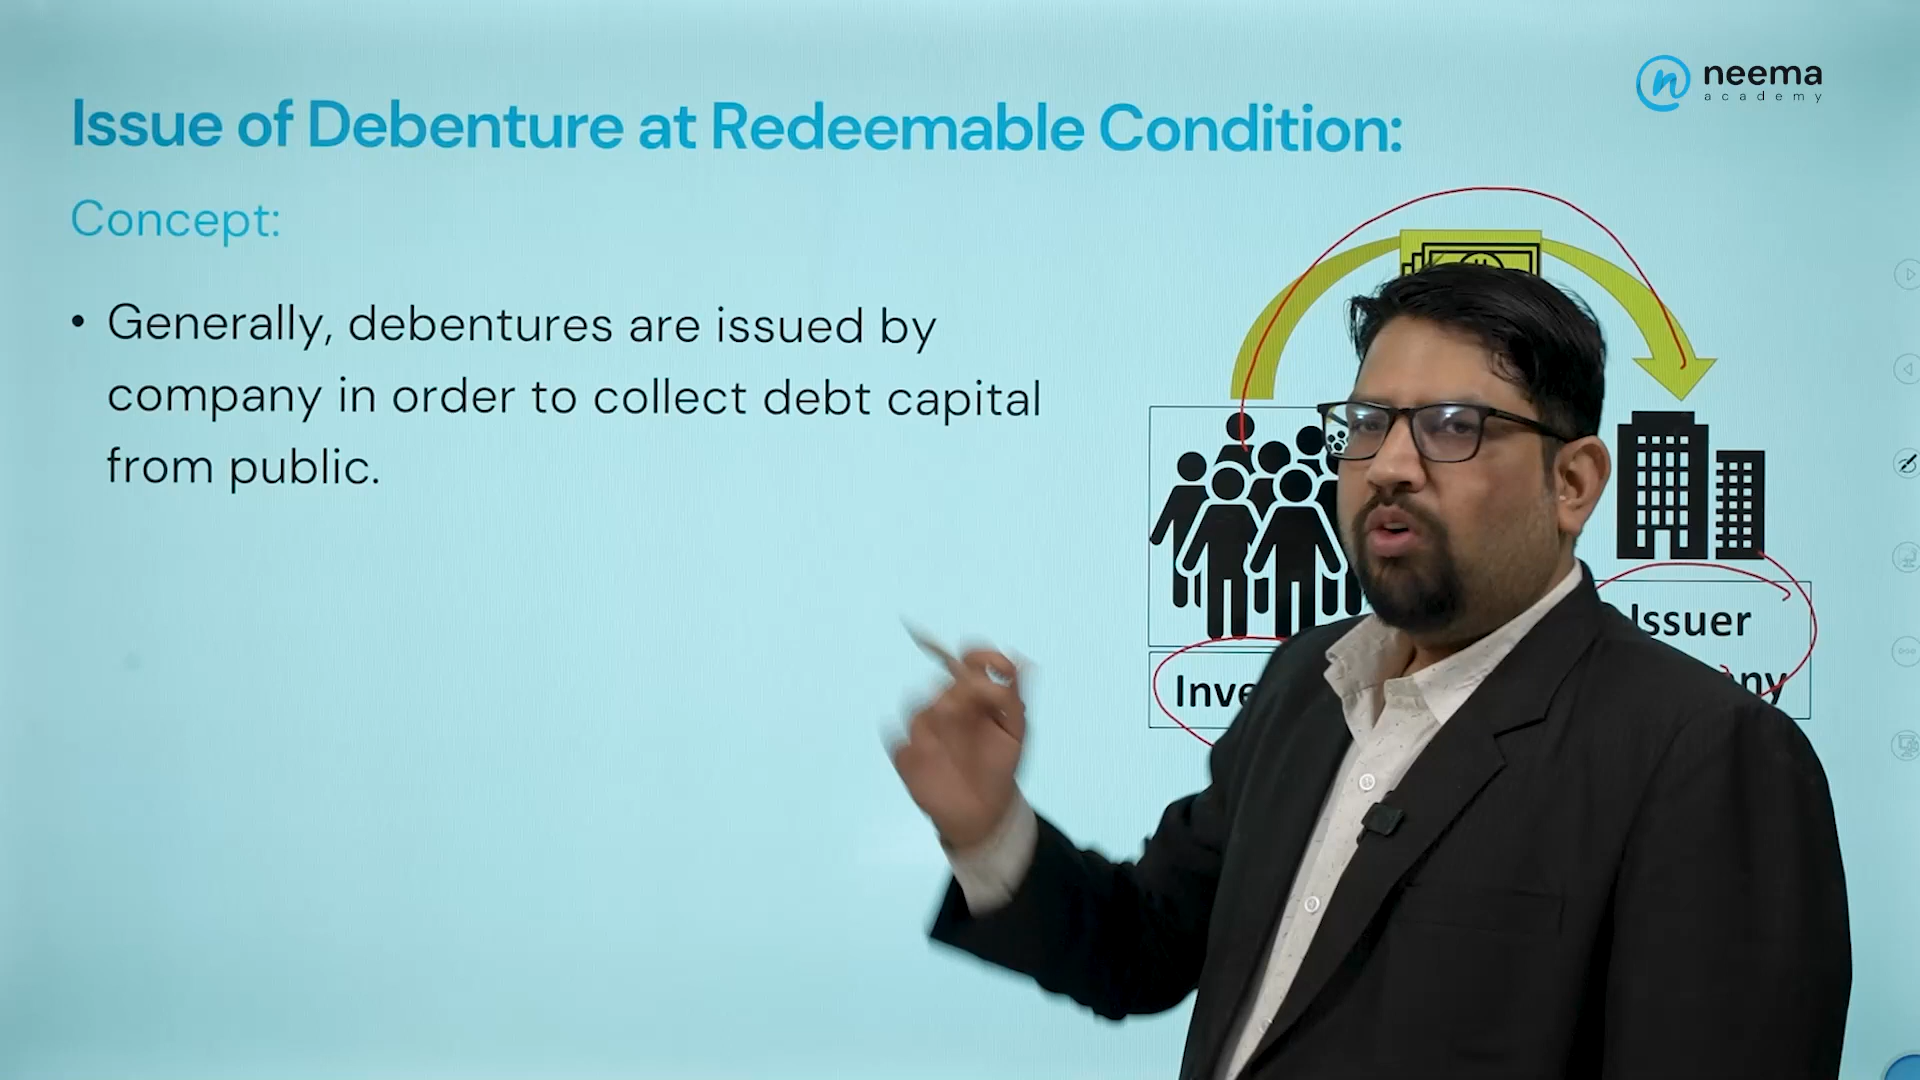 neema
academy
Issue of Debenture at Redeemable Condition:
Concept:
• Generally, debentures are issued by
company in order to collect debt capital
from public.
Issuer